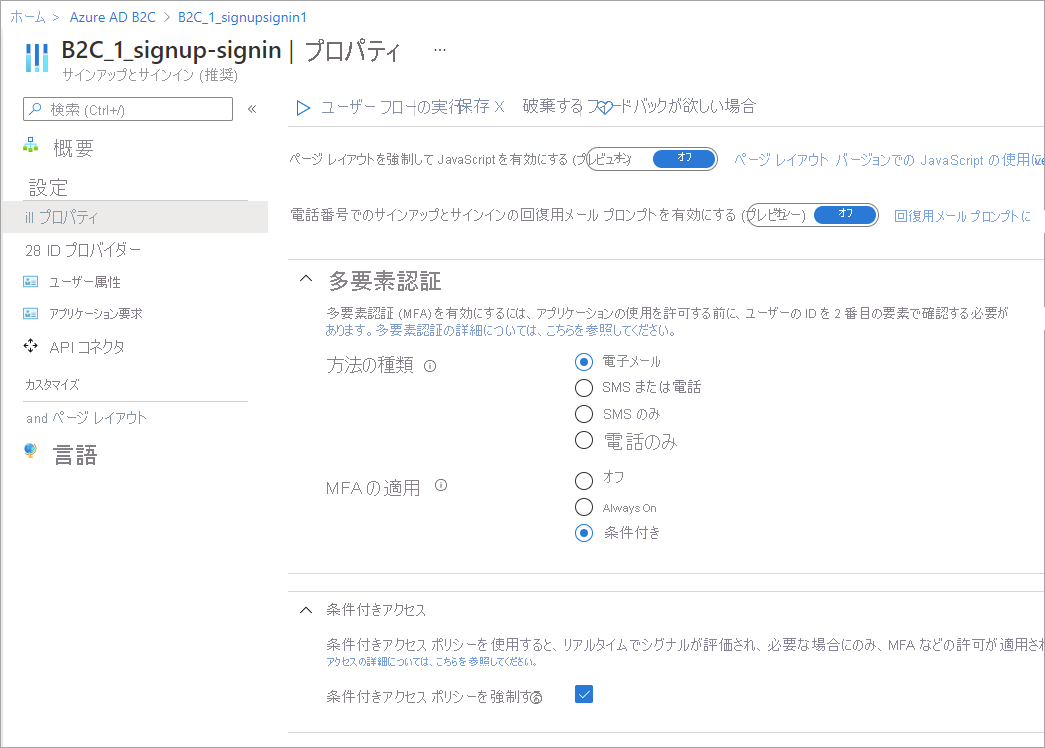 ホーム > Azure AD B2C > B2C_1_signupsignin1
B2C_1_signup-signin | プロパティ ...
サインアップとサインイン (推奨)
検索 (Ctrl+/) «
ユーザー フローの実行 保存 X 破棄する フィードバックが欲しい場合
概要
設定
ill プロパティ
28 ID プロバイダー
ユーザー属性
アプリケーション要求
API コネクタ
カスタマイズ
and ページ レイアウト
言語
ページ レイアウトを強制して JavaScript を有効にする (プレビュー) オン オフ ページ レイアウト バージョンでの JavaScript の使用に
電話番号でのサインアップとサインインの回復用メール プロンプトを有効にする (プレビュー) オフ 回復用メール プロンプトに
多要素認証
多要素認証 (MFA) を有効にするには、アプリケーションの使用を許可する前に、ユーザーの ID を 2 番目の要素で確認する必要が
あります。多要素認証の詳細については、こちらを参照してください。
方法の種類
電子メール
SMS または電話
SMS のみ
電話のみ
MFA の適用
オフ
Always On
条件付き
条件付きアクセス
条件付きアクセス ポリシーを使用すると、リアルタイムでシグナルが評価され、必要な場合にのみ、MFA などの許可が適用され
アクセスの詳細については、こちらを参照してください。
条件付きアクセス ポリシーを強制する